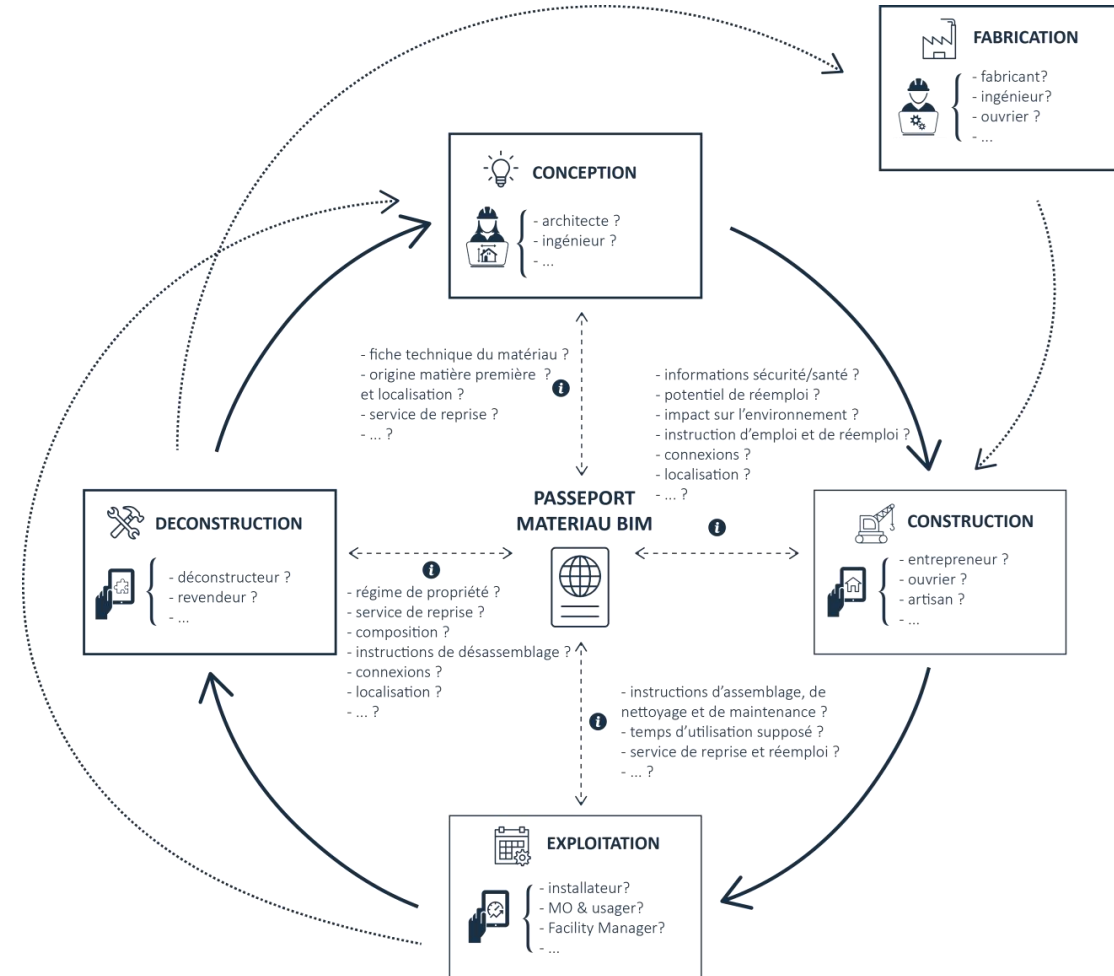 FABRICATION
- fabricant?
- ingénieur?
- ouvrier ?
- ...
CONCEPTION
- architecte ?
- ingénieur ?
- ...
- fiche technique du matériau ?
- origine matière première ?
et localisation ?
- service de reprise ?
- ... ?
- informations sécurité/santé ?
- potentiel de réemploi ?
- impact sur l'environnement ?
- instruction d'emploi et de réemploi ?
- connexions ?
- localisation ?
- ... ?
PASSEPORT
MATERIAU BIM
DECONSTRUCTION
- déconstructeur ?
- revendeur ?
- ...
CONSTRUCTION
- entrepreneur ?
- ouvrier ?
- artisan ?
- ...
- régime de propriété ?
- service de reprise ?
- composition ?
- instructions de désassemblage ?
- connexions ?
- localisation ?
- ... ?
- instructions d'assemblage, de
nettoyage et de maintenance ?
- temps d'utilisation supposé ?
- service de reprise et réemploi ?
- ... ?
EXPLOITATION
- installateur?
- MO & usager?
- Facility Manager?
- ...